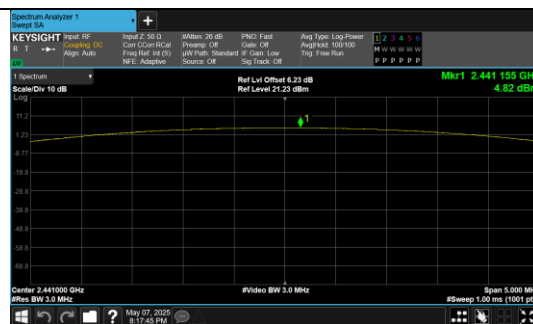 Spectrum Analyzer 1
Swept SA
+
KEYSIGHT Input: RF Input Z: 50 Ω #Atten: 26 dB PNO: Fast Avg Type: Log-Power 1 2 3 4 5 6
R T Coupling: DC Corr CCorr RCal Preamp: Off Gate: Off Avg|Hold: 100/100 M W W W W W
Align: Auto Freq Ref: Int (S) µW Path: Standard IF Gain: Low Trig: Free Run
LV NFE: Adaptive Source: Off Sig Track: Off P P P P P P
1 Spectrum Ref Lvl Offset 6.23 dB Mkr1 2.441 155 GH
Scale/Div 10 dB Ref Level 21.23 dBm 4.82 dB
Log
11.2
1
1.23
-8.77
-18.8
-28.8
-38.8
-48.8
-58.8
-68.8
Center 2.441000 GHz #Video BW 3.0 MHz Span 5.000 M
#Res BW 3.0 MHz #Sweep 1.00 ms (1001 pt
? May 07, 2025
8:17:45 PM